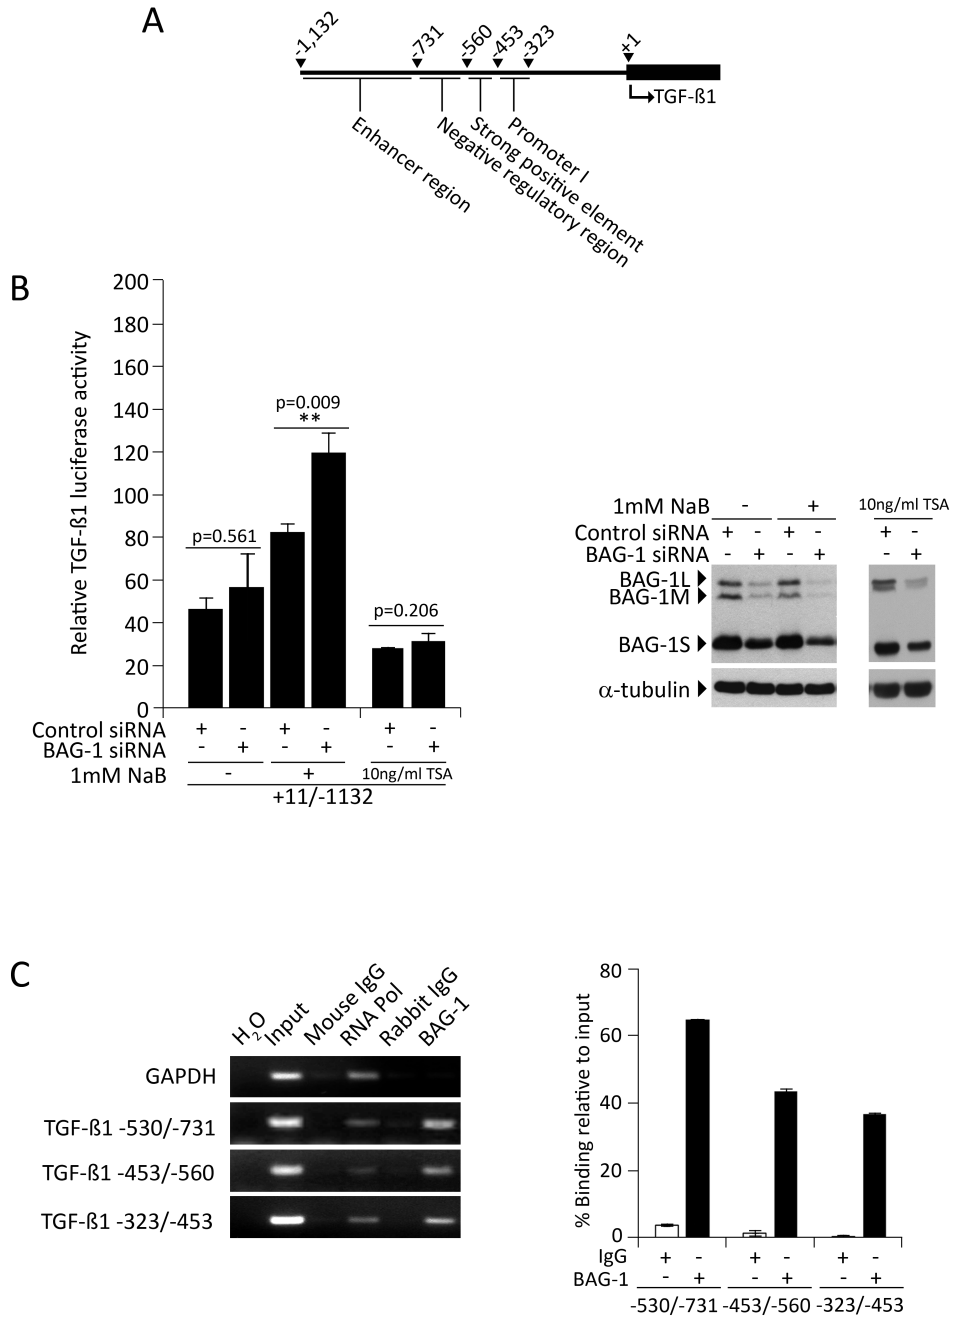 A
-1,132 -731 -560 -453 -323 +1
TGF-ß1
Enhancer region
Negative regulatory region
Strong positive element
Promoter I
B
Relative TGF-ß1 luciferase activity
200
180
160
140
120
100
80
60
40
20
0
p=0.561
p=0.009
**
p=0.206
Control siRNA + - + - + -
BAG-1 siRNA - + - + - +
1mM NaB - + 10ng/ml TSA
+11/-1132
1mM NaB - + 10ng/ml TSA
Control siRNA + - + - + -
BAG-1 siRNA - + - + - +
BAG-1L
BAG-1M
BAG-1S
α-tubulin
C
H2O Input Mouse IgG RNA Pol Rabbit IgG BAG-1
GAPDH
TGF-ß1 -530/-731
TGF-ß1 -453/-560
TGF-ß1 -323/-453
% Binding relative to input
80
60
40
20
0
IgG + - + - + -
BAG-1 - + - + - +
-530/-731 -453/-560 -323/-453